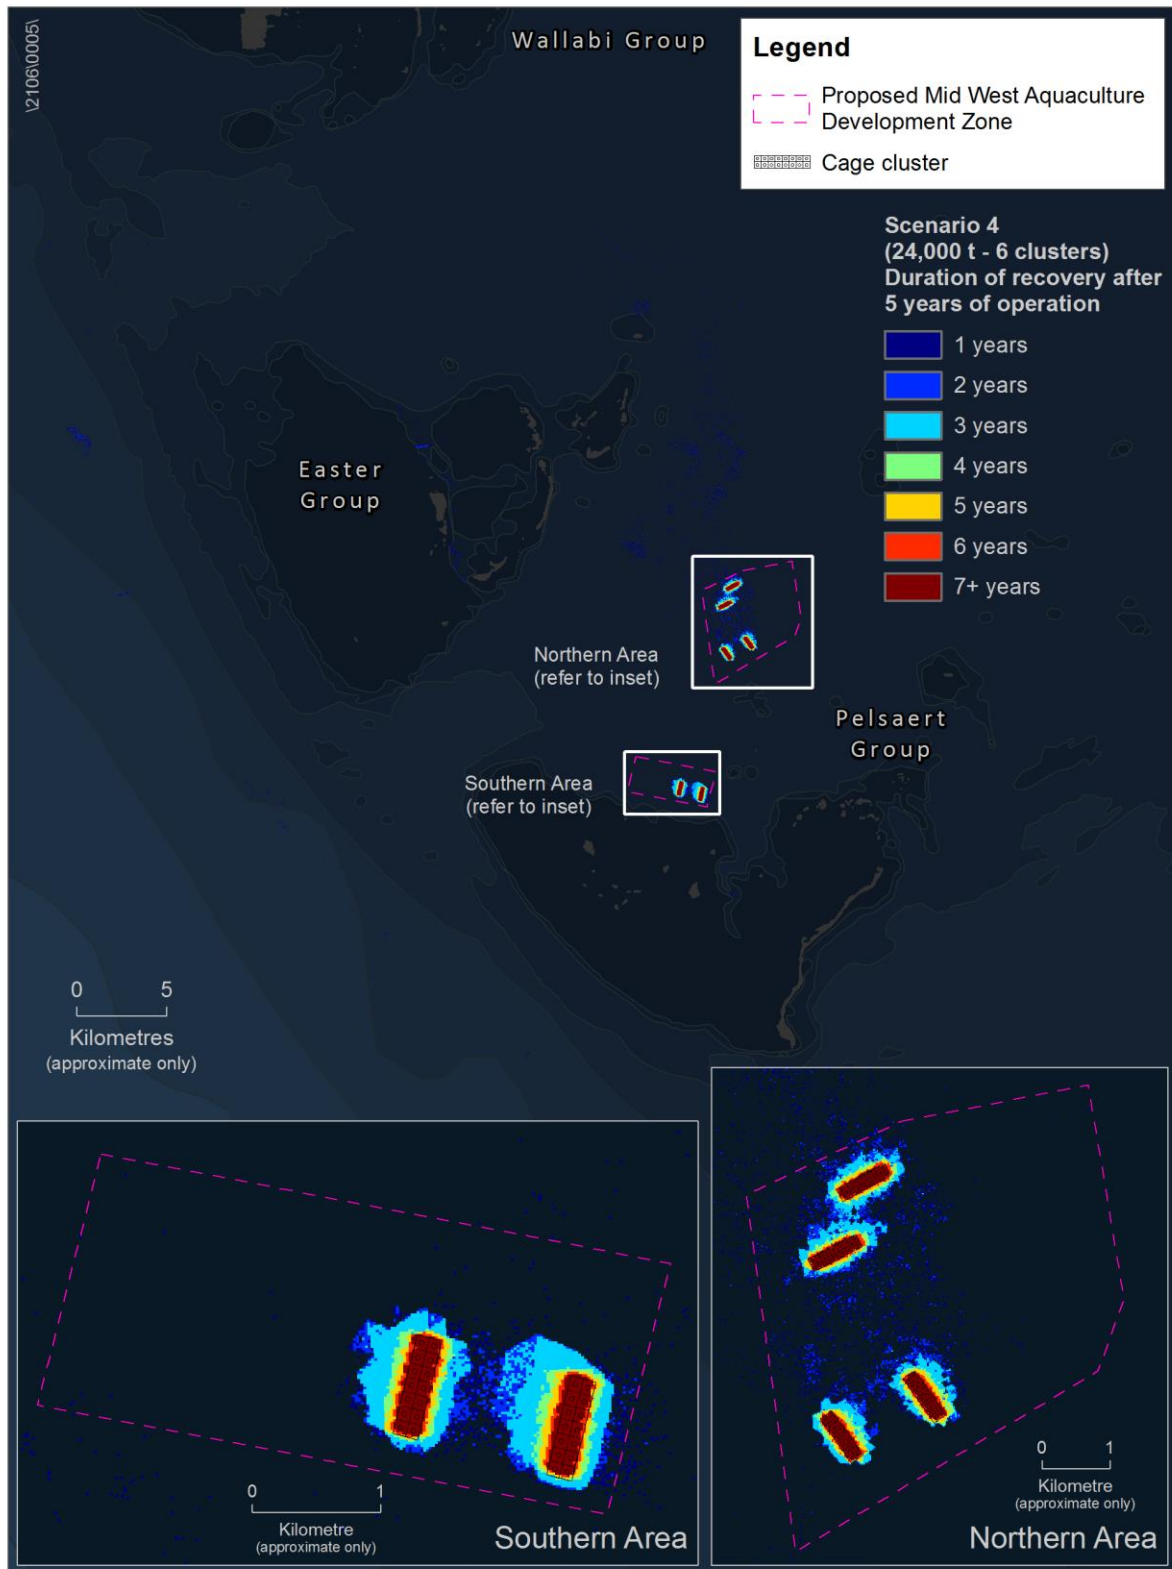 \2106\0005\
Wallabi Group
Legend
Proposed Mid West Aquaculture
Development Zone
Cage cluster
Scenario 4
(24,000 t - 6 clusters)
Duration of recovery after
5 years of operation
1 years
2 years
3 years
4 years
5 years
6 years
7+ years
Easter
Group
Northern Area
(refer to inset)
Pelsaert
Group
Southern Area
(refer to inset)
0 5
Kilometres
(approximate only)
0 1
Kilometre
(approximate only)
Southern Area
0 1
Kilometre
(approximate only)
Northern Area